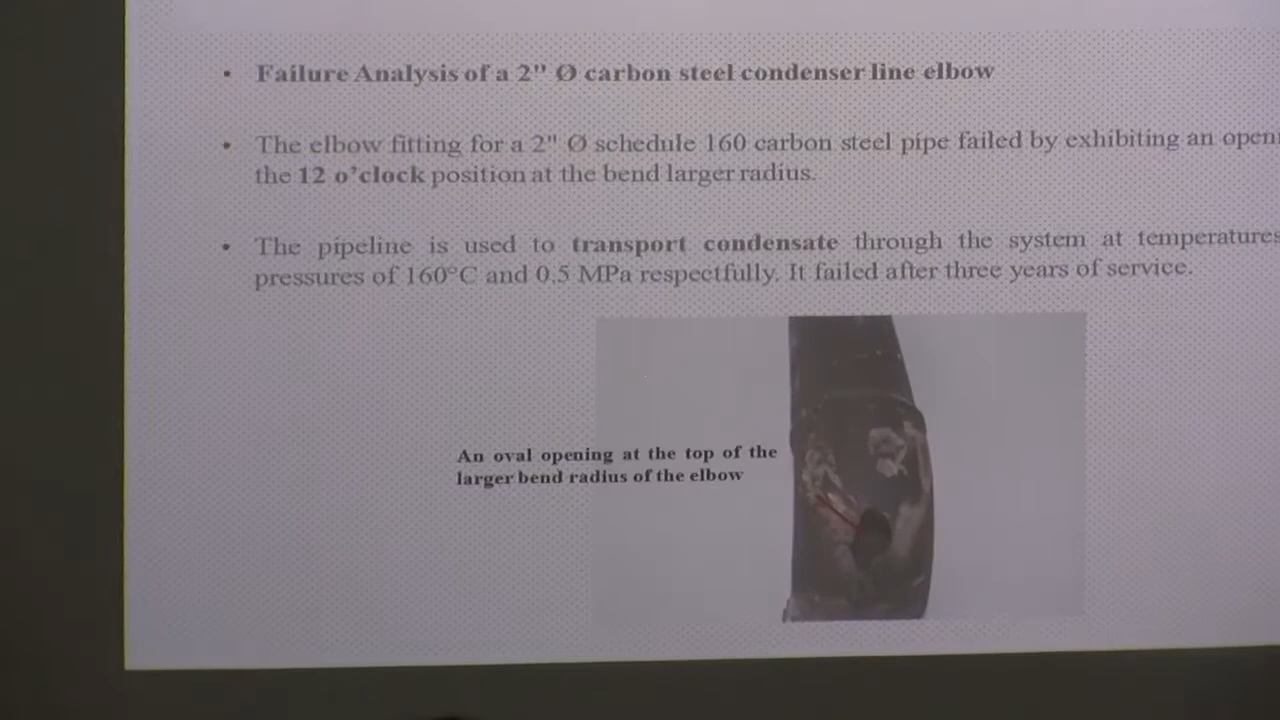 • Failure Analysis of a 2" Ø carbon steel condenser line elbow
• The elbow fitting for a 2" Ø schedule 160 carbon steel pipe failed by exhibiting an
the 12 o'clock position at the bend larger radius.
• The pipeline is used to transport condensate through the system at temperatures
pressures of 160°C and 0.5 MPa respectfully. It failed after three years of service.
An oval opening at the top of the
larger bend radius of the elbow